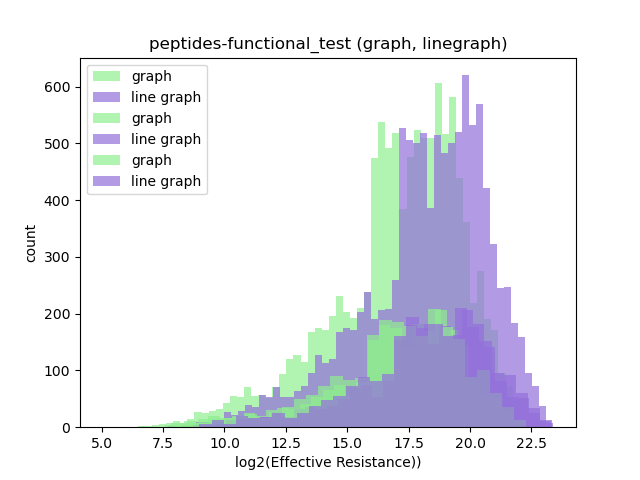 peptides-functional_test (graph, linegraph)
graph
line graph
graph
line graph
graph
line graph
count
600
500
400
300
200
100
0
5.0 7.5 10.0 12.5 15.0 17.5 20.0 22.5
log2(Effective Resistance))